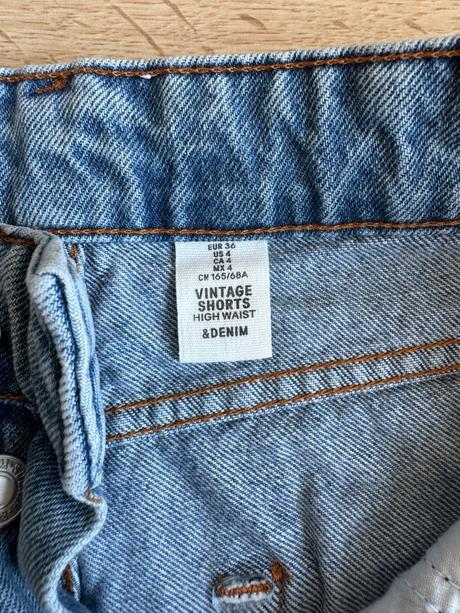 EUR 36
US 4
CA 4
MX 4
CN 165/68A
VINTAGE
SHORTS
HIGH WAIST
&DENIM